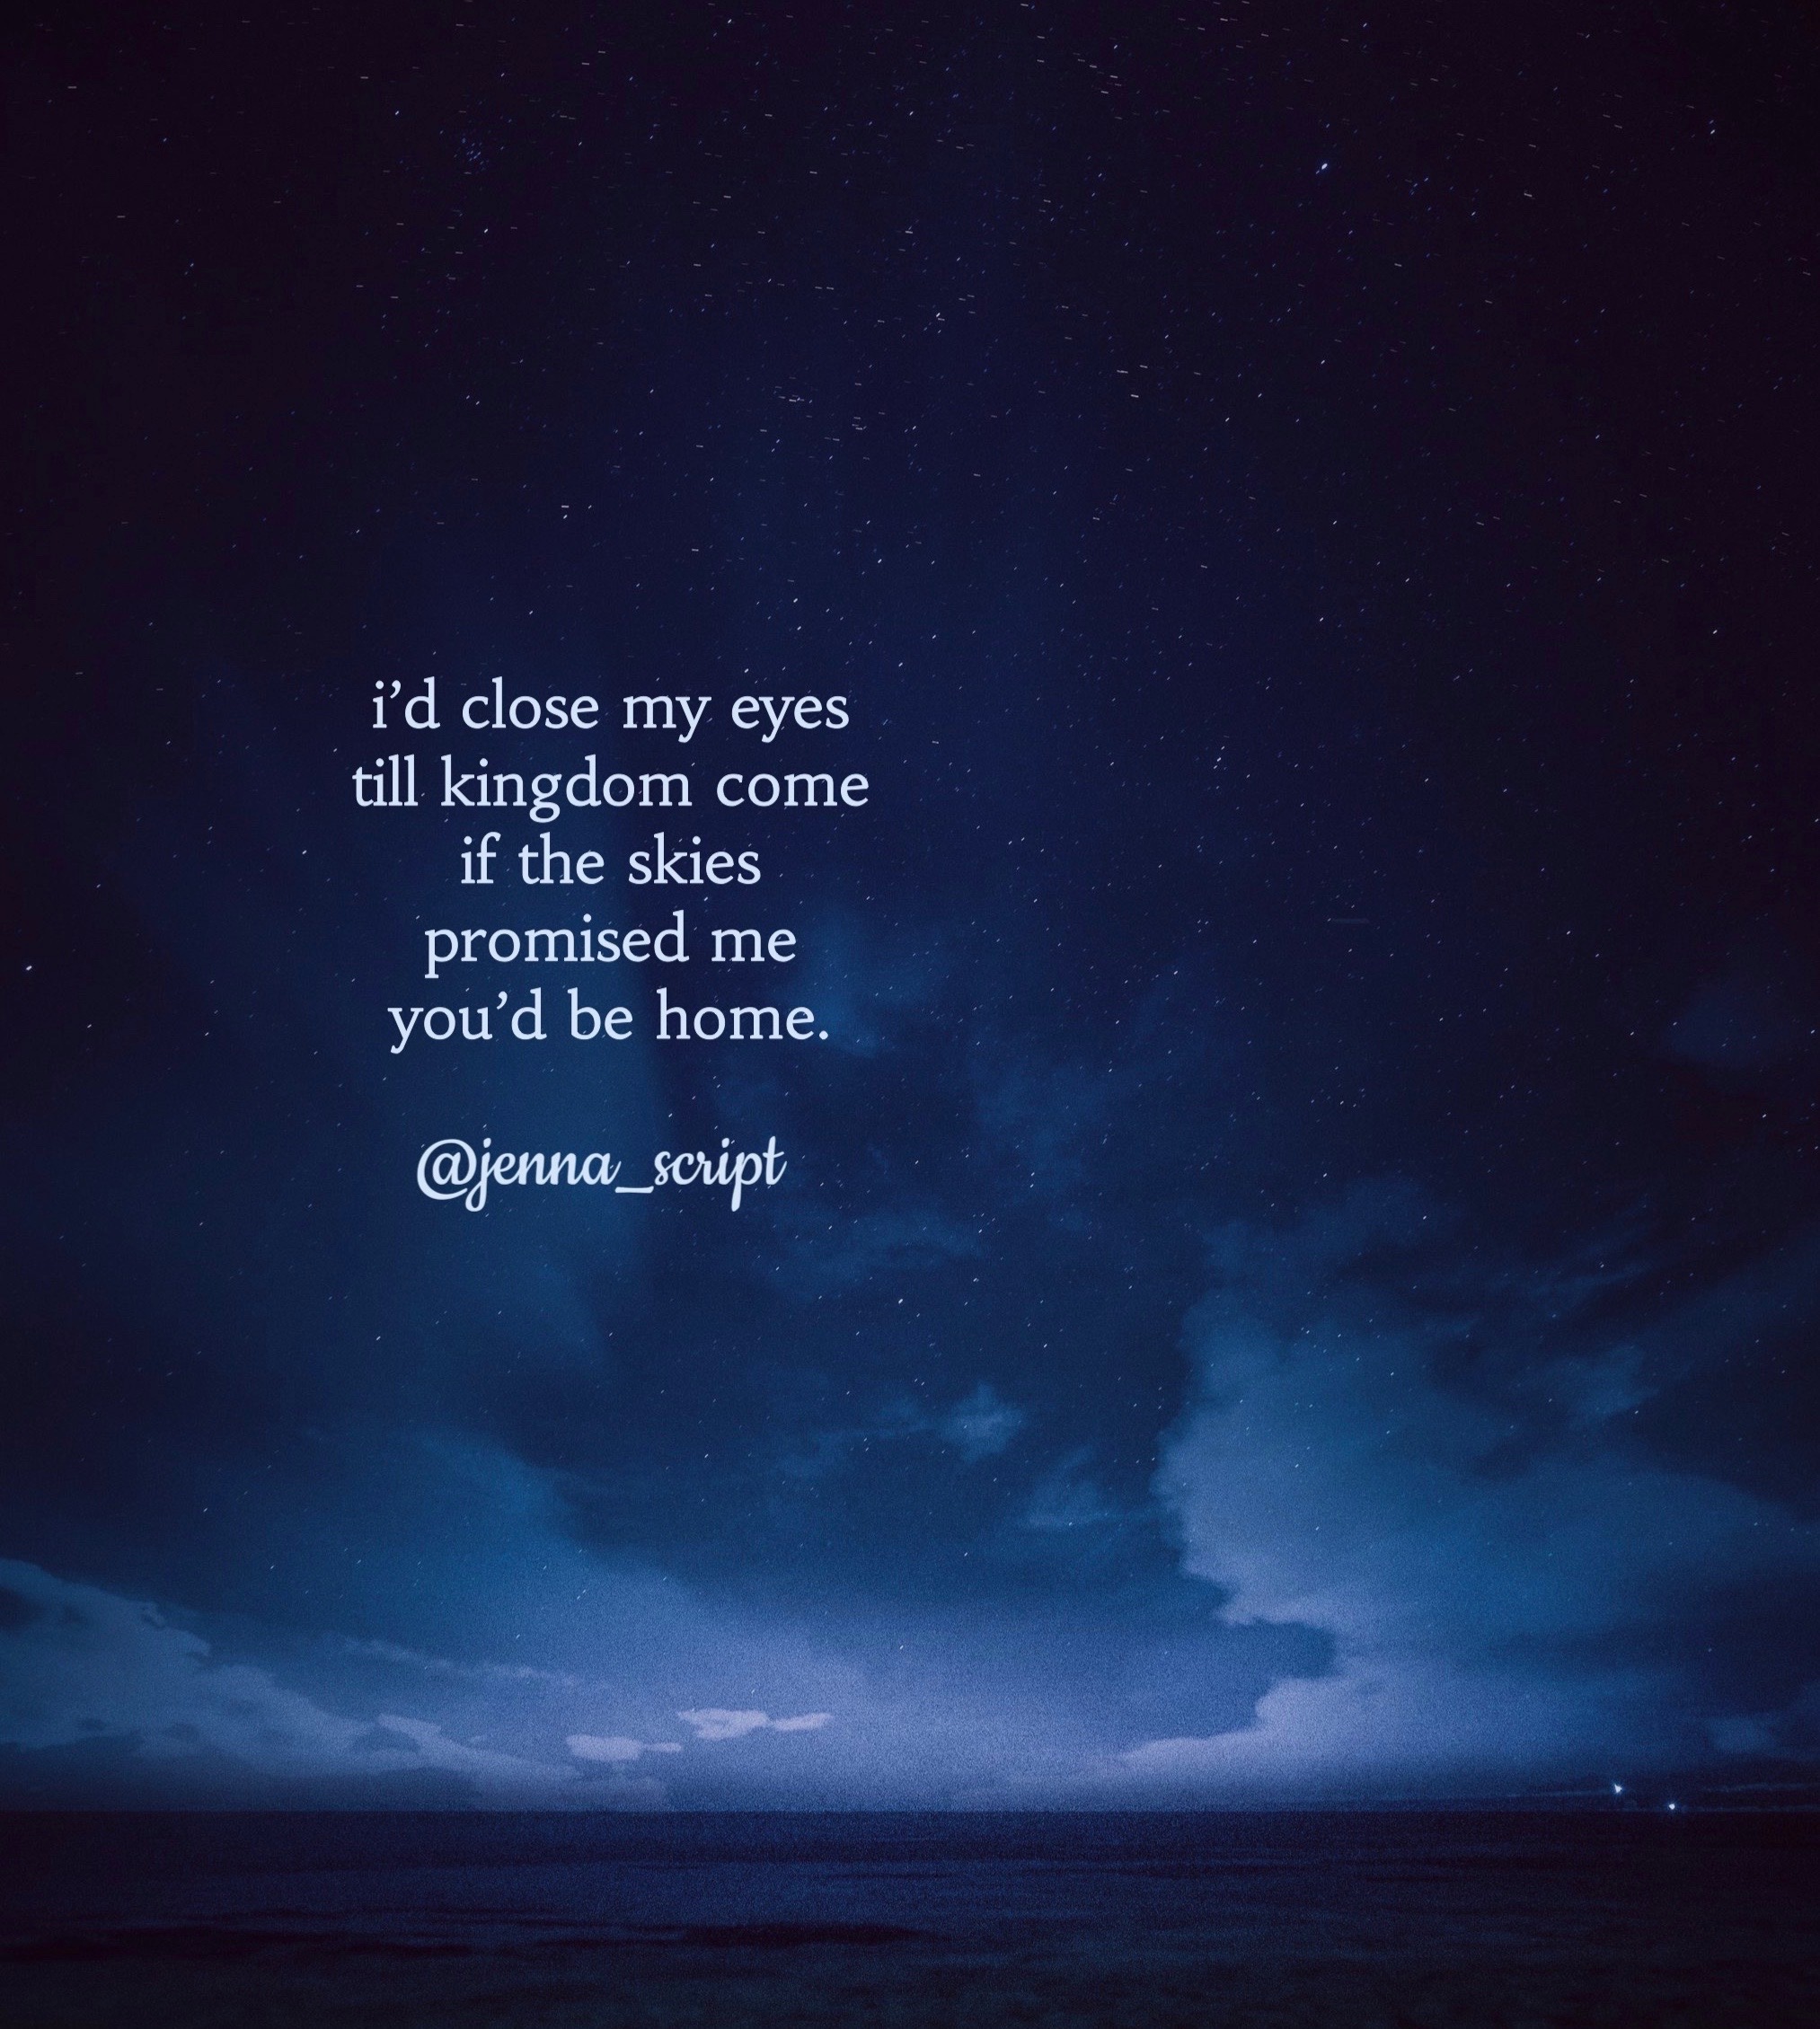 i’d close my eyes
till kingdom come
if the skies
promised me
you’d be home.
@jenna_script